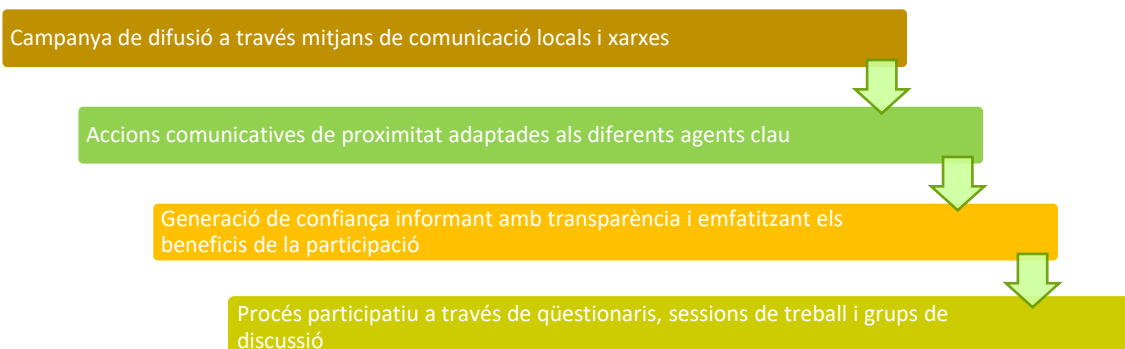 Campanya de difusió a través mitjans de comunicació locals i xarxes
Accions comunicatives de proximitat adaptades als diferents agents clau
Generació de confiança informant amb transparència i emfatitzant els
beneficis de la participació
Procés participatiu a través de qüestionaris, sessions de treball i grups de
discussió